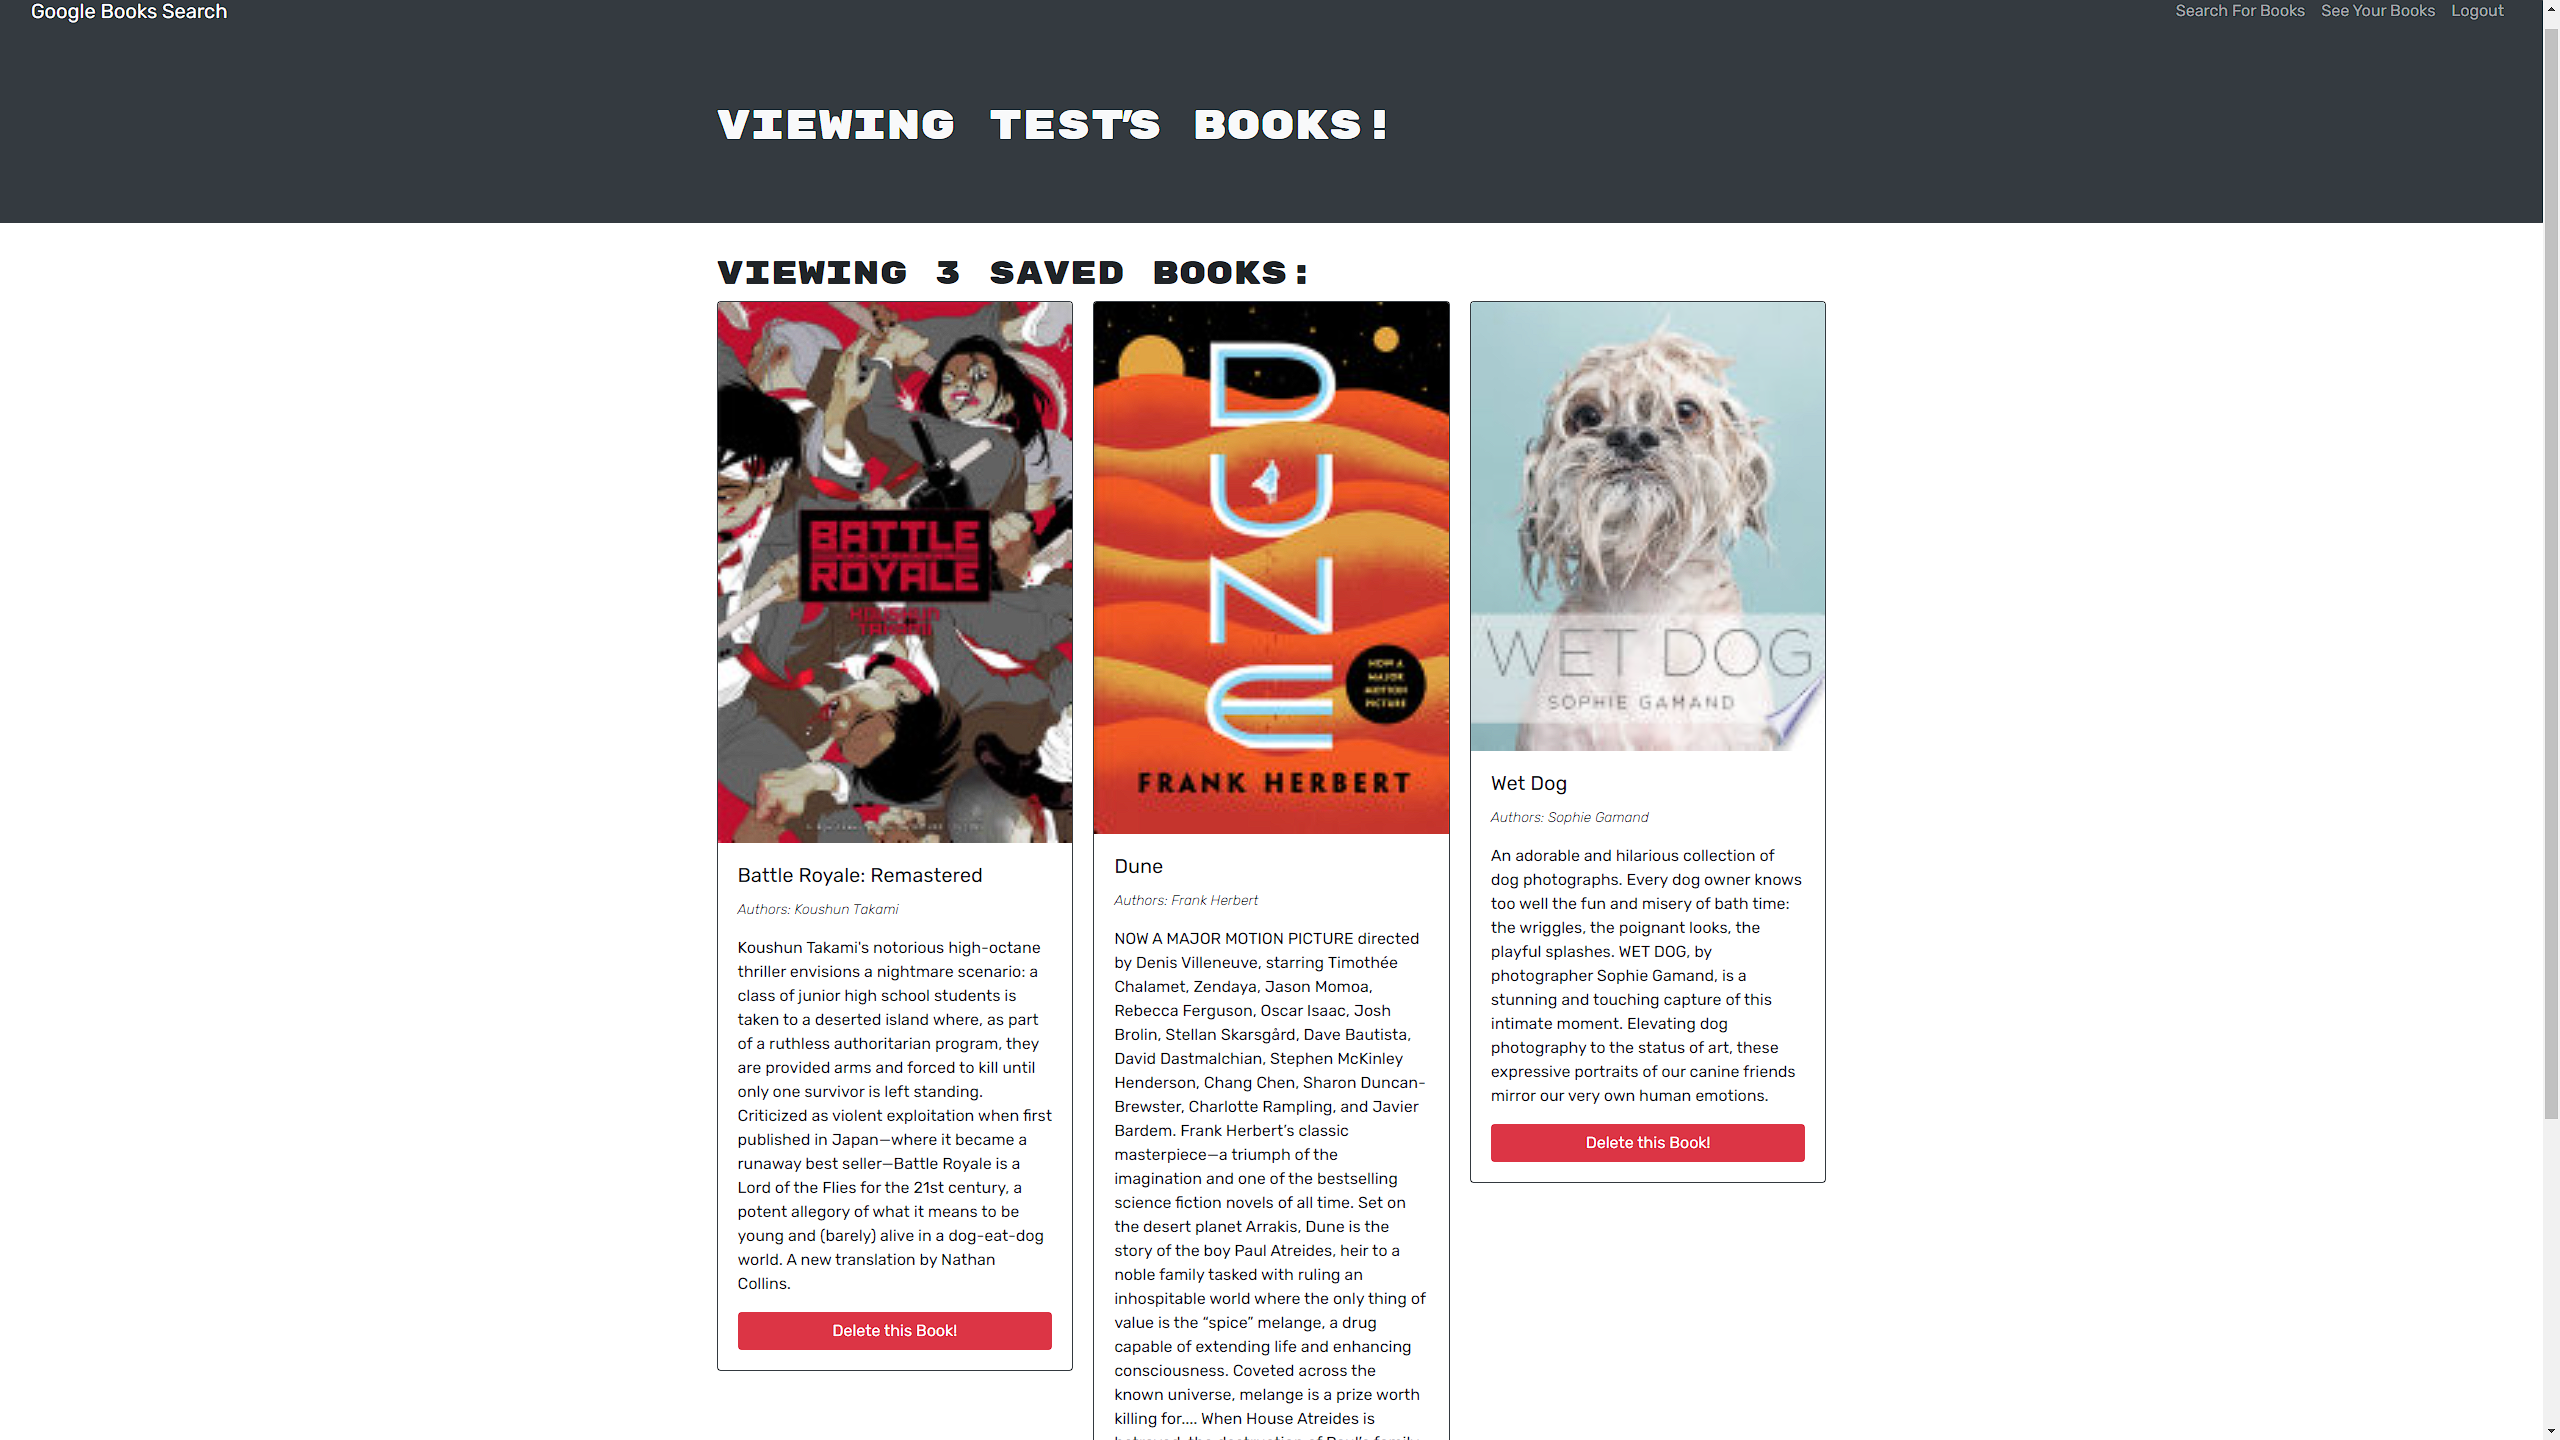 Google Books Search
Search For Books
See Your Books
Logout
VIEWING TEST'S BOOKS!
VIEWING 3 SAVED BOOKS:
BATTLE
ROYALE
KOUSHUN
TAKAMI
Battle Royale: Remastered
Authors: Koushun Takami
Koushun Takami's notorious high-octane
thriller envisions a nightmare scenario: a
class of junior high school students is
taken to a deserted island where, as part
of a ruthless authoritarian program, they
are provided arms and forced to kill until
only one survivor is left standing.
Criticized as violent exploitation when first
published in Japan—where it became a
runaway best seller—Battle Royale is a
Lord of the Flies for the 21st century, a
potent allegory of what it means to be
young and (barely) alive in a dog-eat-dog
world. A new translation by Nathan
Collins.
Delete this Book!
DUNE
NOW A
MAJOR
MOTION
PICTURE
FRANK HERBERT
Dune
Authors: Frank Herbert
NOW A MAJOR MOTION PICTURE directed
by Denis Villeneuve, starring Timothée
Chalamet, Zendaya, Jason Momoa,
Rebecca Ferguson, Oscar Isaac, Josh
Brolin, Stellan Skarsgård, Dave Bautista,
David Dastmalchian, Stephen McKinley
Henderson, Chang Chen, Sharon Duncan-
Brewster, Charlotte Rampling, and Javier
Bardem. Frank Herbert's classic
masterpiece—a triumph of the
imagination and one of the bestselling
science fiction novels of all time. Set on
the desert planet Arrakis, Dune is the
story of the boy Paul Atreides, heir to a
noble family tasked with ruling an
inhospitable world where the only thing of
value is the “spice” melange, a drug
capable of extending life and enhancing
consciousness. Coveted across the
known universe, melange is a prize worth
killing for.... When House Atreides is
WET DOG
SOPHIE GAMAND
Wet Dog
Authors: Sophie Gamand
An adorable and hilarious collection of
dog photographs. Every dog owner knows
too well the fun and misery of bath time:
the wriggles, the poignant looks, the
playful splashes. WET DOG, by
photographer Sophie Gamand, is a
stunning and touching capture of this
intimate moment. Elevating dog
photography to the status of art, these
expressive portraits of our canine friends
mirror our very own human emotions.
Delete this Book!